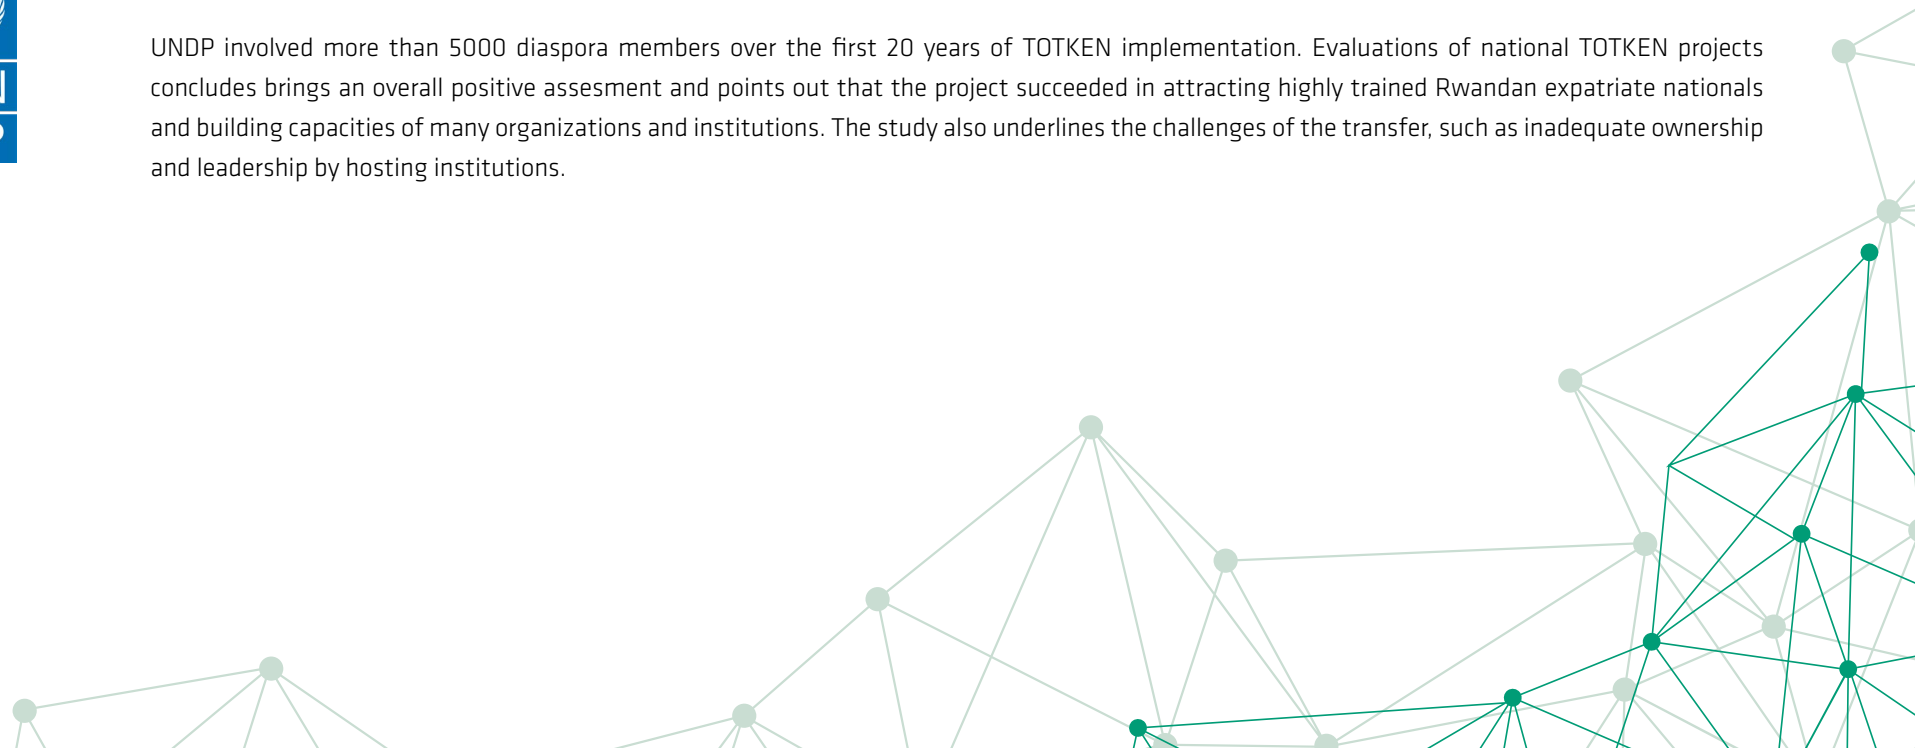 UNDP involved more than 5000 diaspora members over the first 20 years of TOTKEN implementation. Evaluations of national TOTKEN projects
concludes brings an overall positive assesment and points out that the project succeeded in attracting highly trained Rwandan expatriate nationals
and building capacities of many organizations and institutions. The study also underlines the challenges of the transfer, such as inadequate ownership
and leadership by hosting institutions.